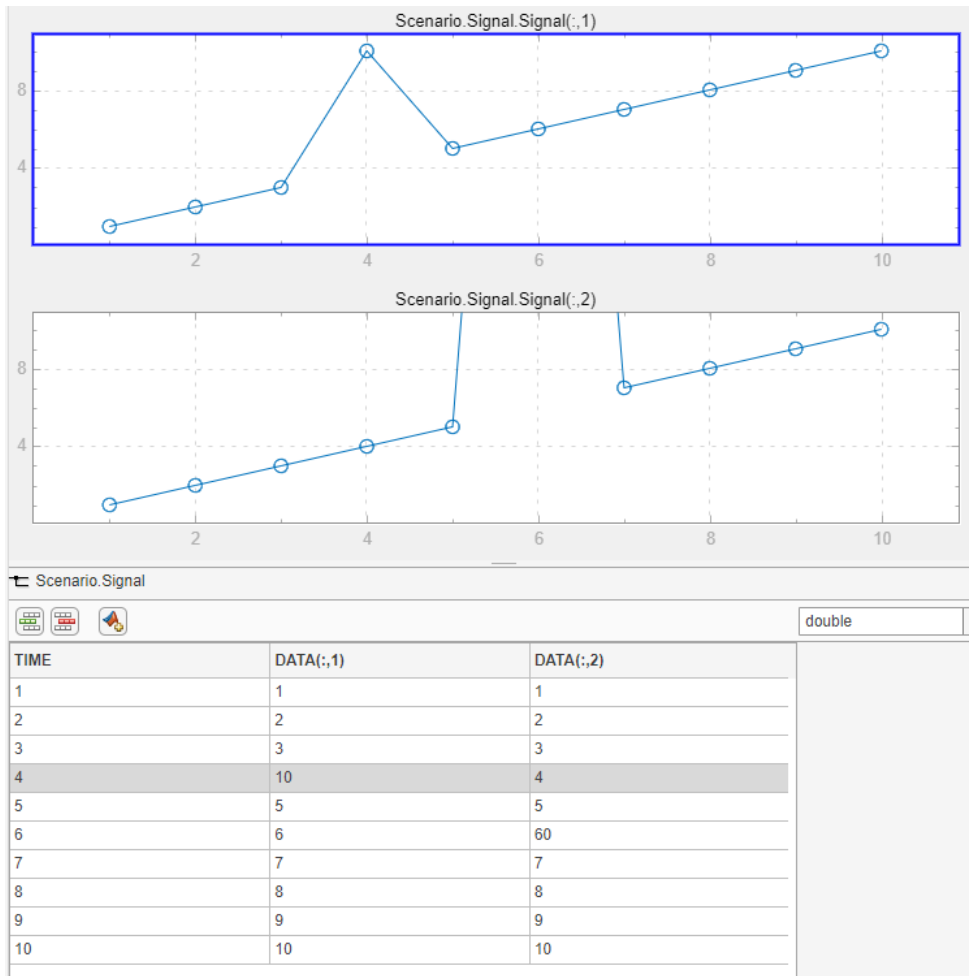 Scenario.Signal.Signal(:,1)
8
4
2 4 6 8 10
Scenario.Signal.Signal(:,2)
8
4
2 4 6 8 10
Scenario.Signal
double
TIME DATA(:,1) DATA(:,2)
1 1 1
2 2 2
3 3 3
4 10 4
5 5 5
6 6 60
7 7 7
8 8 8
9 9 9
10 10 10